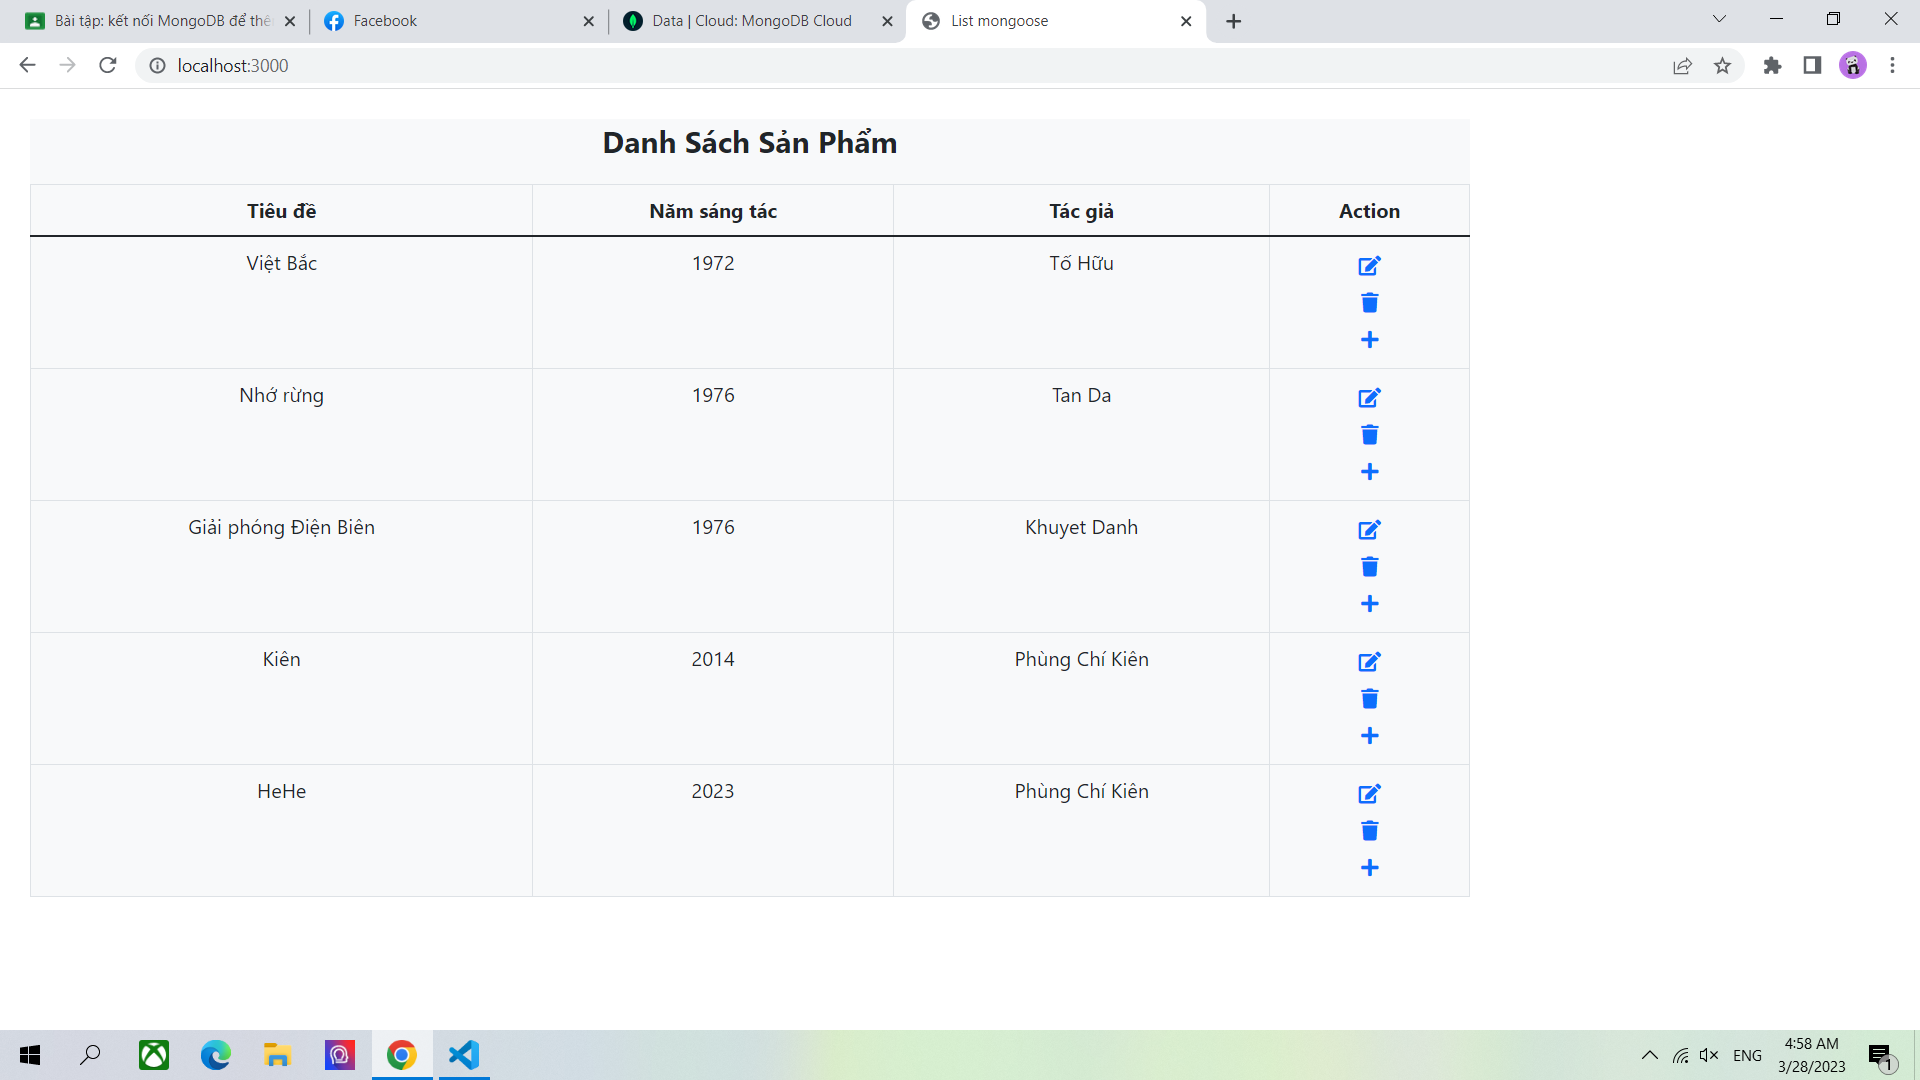 Bài tập: kết nối MongoDB để thê
Facebook
Data | Cloud: MongoDB Cloud
List mongoose
localhost:3000
Danh Sách Sản Phẩm
Tiêu đề Năm sáng tác Tác giả Action
Việt Bắc 1972 Tố Hữu
Nhớ rừng 1976 Tan Da
Giải phóng Điện Biên 1976 Khuyet Danh
Kiên 2014 Phùng Chí Kiên
HeHe 2023 Phùng Chí Kiên
ENG
4:58 AM
3/28/2023
1